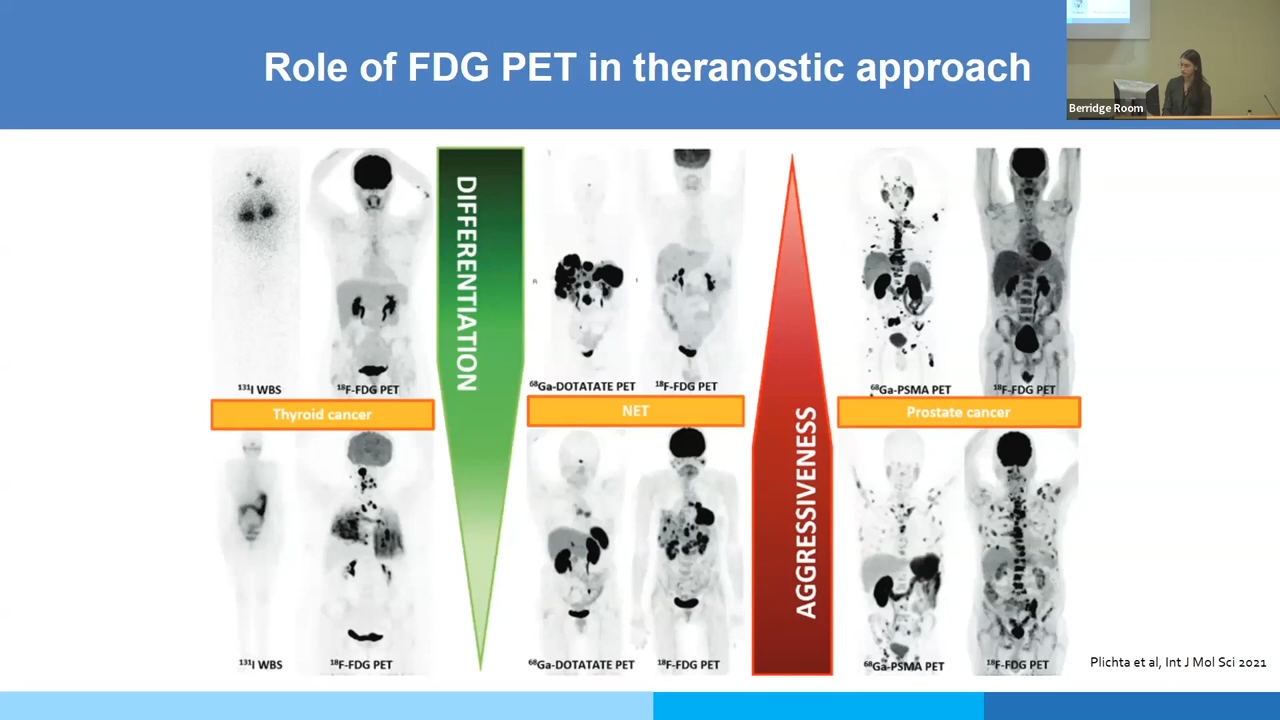 Role of FDG PET in theranostic approach
Berridge Room
¹³¹I WBS
¹⁸F-FDG PET
DIFFERENTIATION
⁶⁸Ga-DOTATATE PET
¹⁸F-FDG PET
⁶⁸Ga-PSMA PET
¹⁸F-FDG PET
Thyroid cancer
NET
Prostate cancer
AGGRESSIVENESS
¹³¹I WBS
¹⁸F-FDG PET
⁶⁸Ga-DOTATATE PET
¹⁸F-FDG PET
⁶⁸Ga-PSMA PET
¹⁸F-FDG PET
Plichta et al, Int J Mol Sci 2021